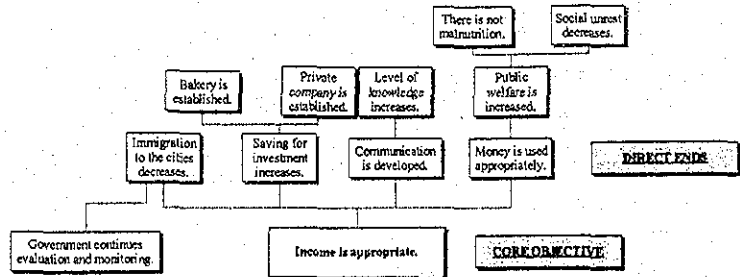 There is not
malnutrition.
Social unrest
decreases.
Bakery is
established.
Private
company is
established.
Level of
knowledge
increases.
Public
welfare is
increased.
Immigration
to the cities
decreases.
Saving for
investment
increases.
Communication
is developed.
Money is used
appropriately.
DIRECT ENDS
Government continues
evaluation and monitoring.
Income is appropriate.
CORE OBJECTIVE